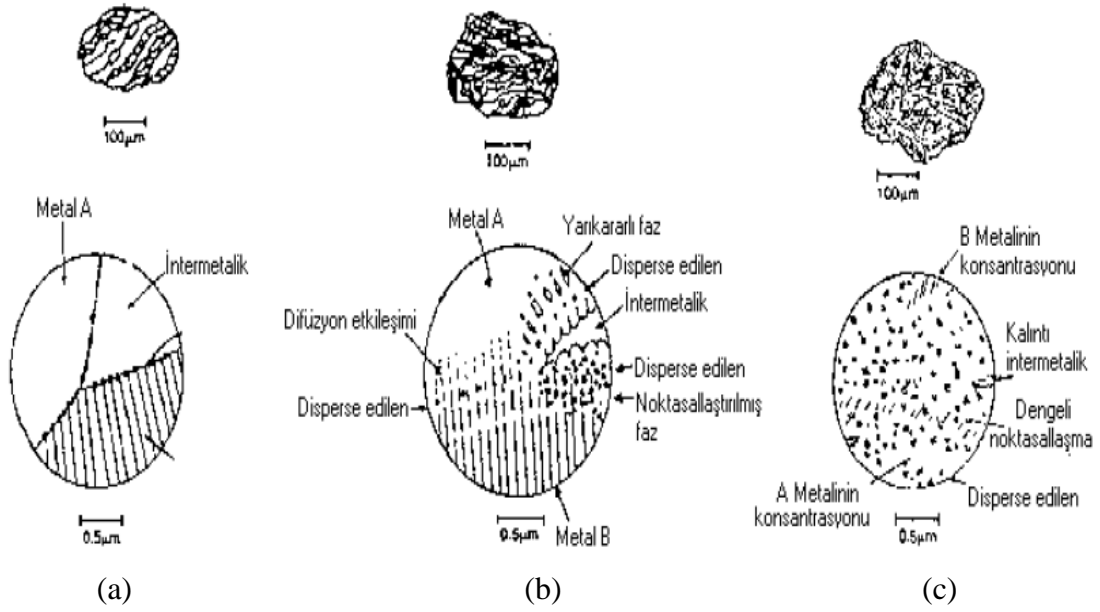 100µm
Metal A
İntermetalik
0.5µm
(a)
100µm
Metal A
Yarıkararlı faz
Disperse edilen
İntermetalik
Difüzyon etkileşimi
Disperse edilen
Disperse edilen
Noktasallaştırılmış
faz
0.5µm
Metal B
(b)
100µm
B Metalinin
konsantrasyonu
Kalıntı
intermetalik
Dengeli
noktasallaşma
Disperse edilen
A Metalinin
konsantrasyonu
0.5µm
(c)